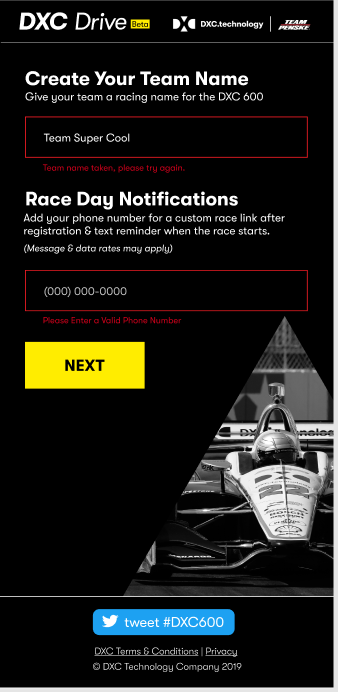 DXC Drive Beta
DXC.technology
TEAM PENSKE
Create Your Team Name
Give your team a racing name for the DXC 600
Team Super Cool
Team name taken, please try again.
Race Day Notifications
Add your phone number for a custom race link after
registration & text reminder when the race starts.
(Message & data rates may apply)
(000) 000-0000
Please Enter a Valid Phone Number
NEXT
tweet #DXC600
DXC Terms & Conditions | Privacy
© DXC Technology Company 2019